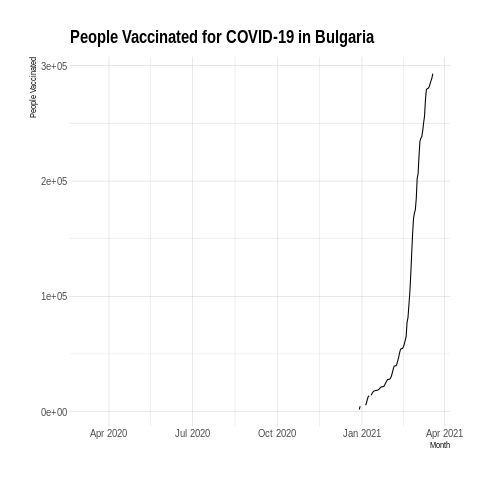 People Vaccinated for COVID-19 in Bulgaria
People Vaccinated
3e+05
2e+05
1e+05
0e+00
Apr 2020
Jul 2020
Oct 2020
Jan 2021
Apr 2021
Month